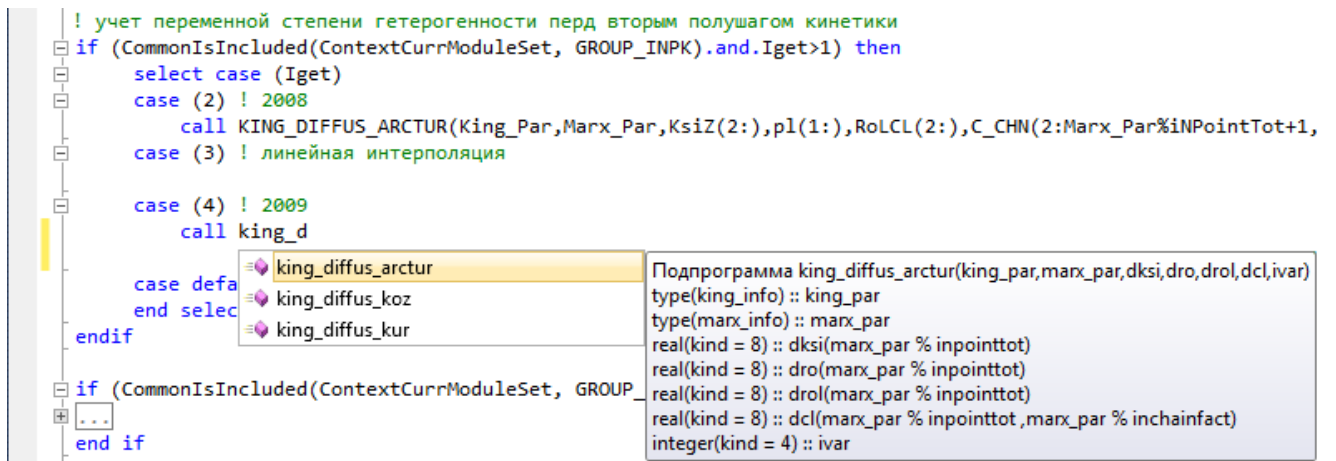 ! учет переменной степени гетерогенности перд вторым полушагом кинетики
if (CommonIsIncluded(ContextCurrModuleSet, GROUP_INPK).and.Iget>1) then
select case (Iget)
case (2) ! 2008
call KING_DIFFUS_ARCTUR(King_Par,Marx_Par,KsiZ(2:),pl(1:),RoLCL(2:),C_CHN(2:Marx_Par%iNPointTot+1,
case (3) ! линейная интерполяция
case (4) ! 2009
call king_d
king_diffus_arctur
king_diffus_koz
king_diffus_kur
Подпрограмма king_diffus_arctur(king_par,marx_par,dksi,dro,drol,dcl,ivar)
type(king_info) :: king_par
type(marx_info) :: marx_par
real(kind = 8) :: dksi(marx_par % inpointtot)
real(kind = 8) :: dro(marx_par % inpointtot)
real(kind = 8) :: drol(marx_par % inpointtot)
real(kind = 8) :: dcl(marx_par % inpointtot ,marx_par % inchainfact)
integer(kind = 4) :: ivar
case defa
end selec
endif
if (CommonIsIncluded(ContextCurrModuleSet, GROUP_
...
end if